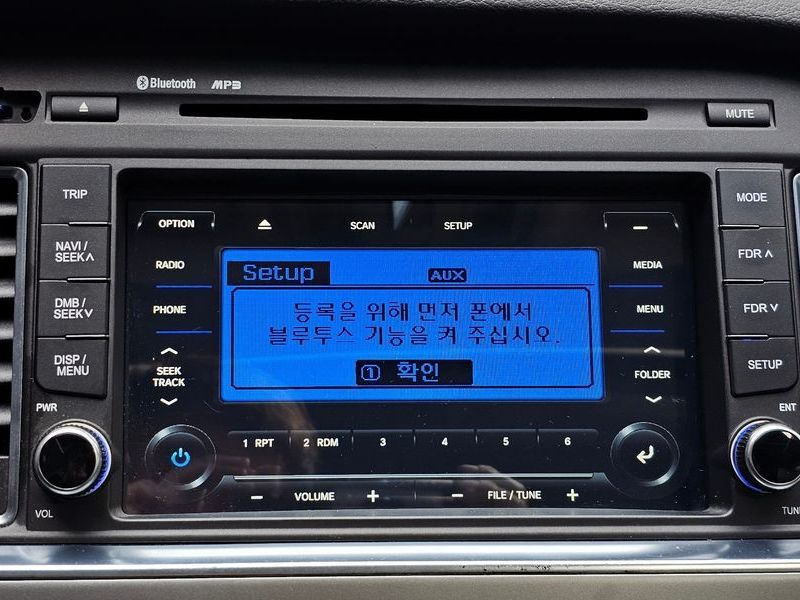 Bluetooth MP3
MUTE
TRIP
NAVI / SEEK∧
DMB / SEEK∨
DISP / MENU
PWR
VOL
OPTION
SCAN
SETUP
RADIO
PHONE
SEEK
TRACK
Setup AUX
등록을 위해 먼저 폰에서
블루투스 기능을 켜 주십시오.
① 확인
MEDIA
MENU
FOLDER
1 RPT 2 RDM 3 4 5 6
− VOLUME + − FILE / TUNE +
MODE
FDR ∧
FDR ∨
SETUP
ENT
TUNE